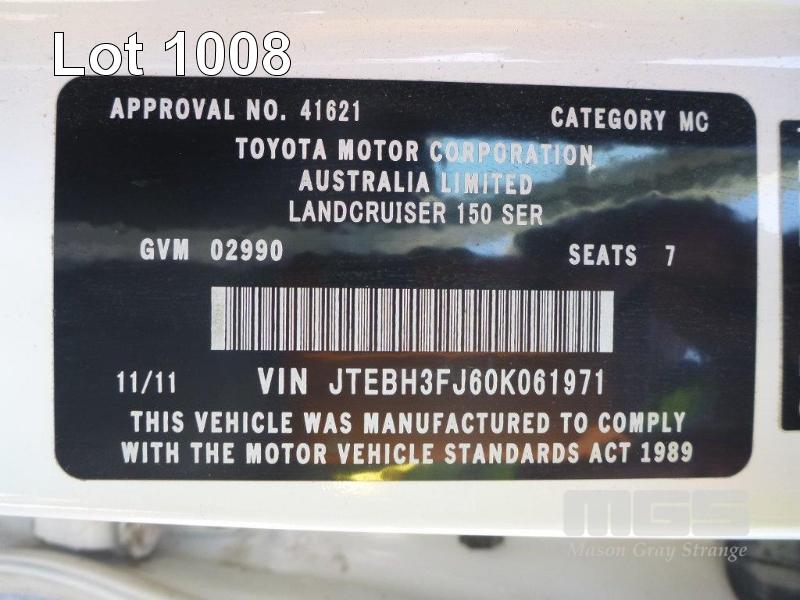 Lot 1008
APPROVAL NO. 41621 CATEGORY MC
TOYOTA MOTOR CORPORATION
AUSTRALIA LIMITED
LANDCRUISER 150 SER
GVM 02990 SEATS 7
11/11 VIN JTEBH3FJ60K061971
THIS VEHICLE WAS MANUFACTURED TO COMPLY
WITH THE MOTOR VEHICLE STANDARDS ACT 1989
MGS
Mason Gray Strange